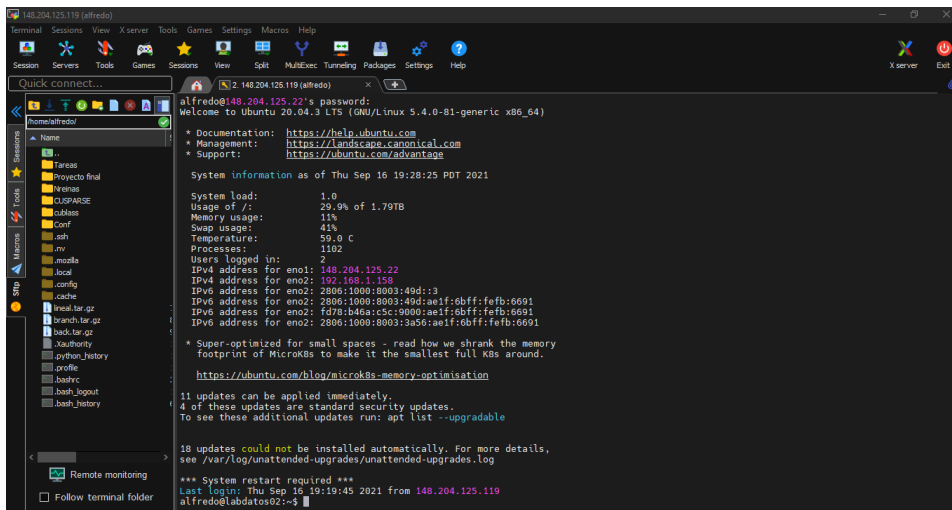 148.204.125.119 (alfredo)
Terminal Sessions View X server Tools Games Settings Macros Help
Session Servers Tools Games Sessions View Split MultiExec Tunneling Packages Settings Help X server Exit
Quick connect...
2. 148.204.125.119 (alfredo)
/home/alfredo/
Name
..
Tareas
Proyecto final
Nreinas
CUSPARSE
cublass
Conf
.ssh
.nv
.mozilla
.local
.config
.cache
lineal.tar.gz
branch.tar.gz
back.tar.gz
.Xauthority
.python_history
.profile
.bashrc
.bash_logout
.bash_history
Sessions
Tools
Macros
Sftp
Remote monitoring
Follow terminal folder
alfredo@148.204.125.22's password:
Welcome to Ubuntu 20.04.3 LTS (GNU/Linux 5.4.0-81-generic x86_64)
* Documentation: https://help.ubuntu.com
* Management: https://landscape.canonical.com
* Support: https://ubuntu.com/advantage
System information as of Thu Sep 16 19:28:25 PDT 2021
System load: 1.0
Usage of /: 29.9% of 1.79TB
Memory usage: 11%
Swap usage: 41%
Temperature: 59.0 C
Processes: 1102
Users logged in: 2
IPv4 address for eno1: 148.204.125.22
IPv4 address for eno2: 192.168.1.158
IPv6 address for eno2: 2806:1000:8003:49d::3
IPv6 address for eno2: 2806:1000:8003:49d:ae1f:6bff:fefb:6691
IPv6 address for eno2: fd78:b46a:c5c:9000:ae1f:6bff:fefb:6691
IPv6 address for eno2: 2806:1000:8003:3a56:ae1f:6bff:fefb:6691
* Super-optimized for small spaces - read how we shrank the memory
footprint of MicroK8s to make it the smallest full K8s around.
https://ubuntu.com/blog/microk8s-memory-optimisation
11 updates can be applied immediately.
4 of these updates are standard security updates.
To see these additional updates run: apt list --upgradable
18 updates could not be installed automatically. For more details,
see /var/log/unattended-upgrades/unattended-upgrades.log
*** System restart required ***
Last login: Thu Sep 16 19:19:45 2021 from 148.204.125.119
alfredo@labdatos02:~$